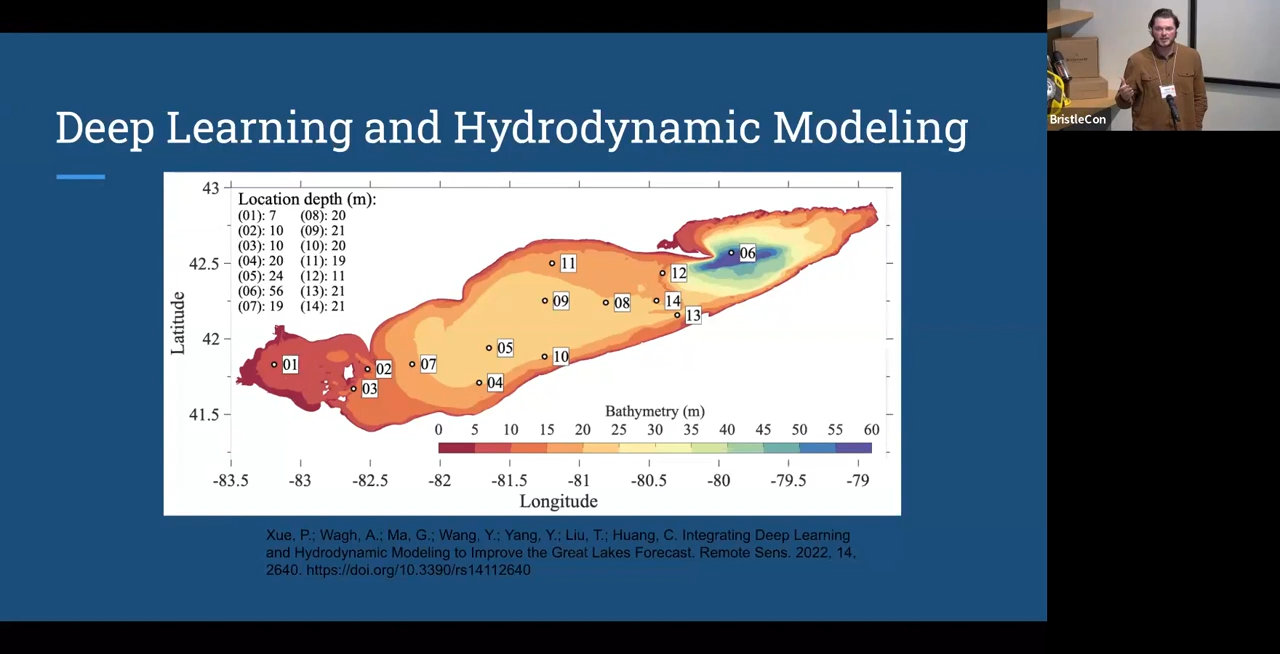 Deep Learning and Hydrodynamic Modeling
BristleCon
Location depth (m):
(01): 7 (08): 20
(02): 10 (09): 21
(03): 10 (10): 20
(04): 20 (11): 19
(05): 24 (12): 11
(06): 56 (13): 21
(07): 19 (14): 21
43
42.5
42
41.5
Latitude
06
11
12
09
08
14
13
05
10
01
02
07
03
04
Bathymetry (m)
0 5 10 15 20 25 30 35 40 45 50 55 60
-83.5 -83 -82.5 -82 -81.5 -81 -80.5 -80 -79.5 -79
Longitude
Xue, P.; Wagh, A.; Ma, G.; Wang, Y.; Yang, Y.; Liu, T.; Huang, C. Integrating Deep Learning
and Hydrodynamic Modeling to Improve the Great Lakes Forecast. Remote Sens. 2022, 14,
2640. https://doi.org/10.3390/rs14112640